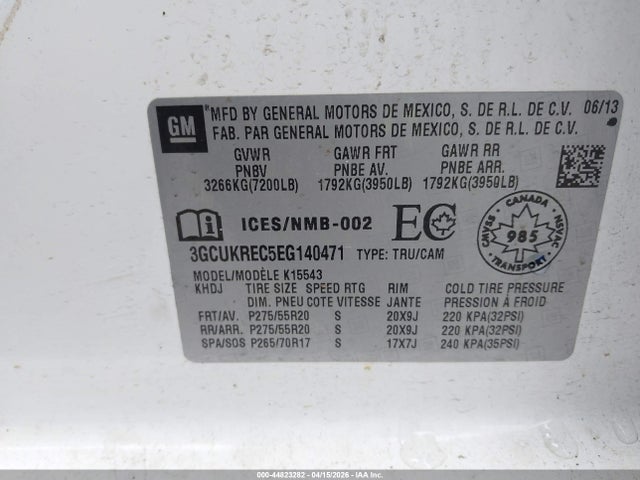 GM
*MFD BY GENERAL MOTORS DE MEXICO, S. DE R.L. DE C.V. 06/13
FAB. PAR GENERAL MOTORS DE MEXICO, S. DE R.L. DE C.V.
GVWR GAWR FRT GAWR RR
PNBV PNBE AV. PNBE ARR.
3266KG(7200LB) 1792KG(3950LB) 1792KG(3950LB)
i ICES/NMB-002 EC
CANADA
CMVSS 985 NSVAC
3GCUKREC5EG140471 TYPE: TRU/CAM
MODEL/MODÈLE K15543
KHDJ TIRE SIZE SPEED RTG RIM COLD TIRE PRESSURE
DIM. PNEU COTE VITESSE JANTE PRESSION À FROID
FRT/AV. P275/55R20 S 20X9J 220 KPA(32PSI)
RR/ARR. P275/55R20 S 20X9J 220 KPA(32PSI)
SPA/SOS P265/70R17 S 17X7J 240 KPA(35PSI)
000-44823282 - 04/15/2026 - IAA Inc.